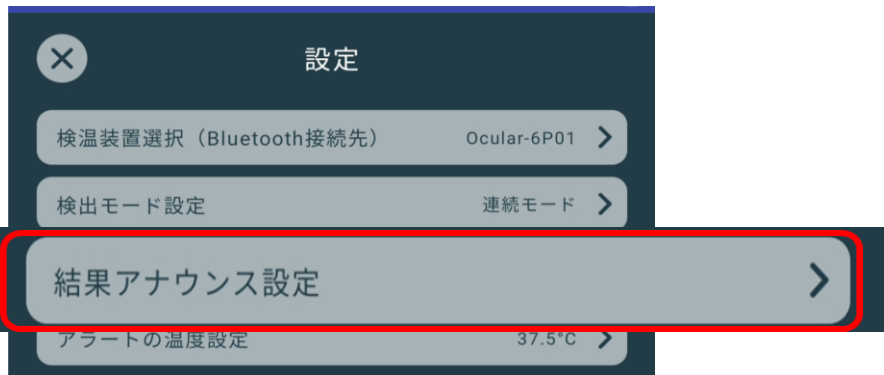 設定
検温装置選択（Bluetooth接続先） Ocular-6P01
検出モード設定 連続モード
結果アナウンス設定
アラートの温度設定 37.5°C